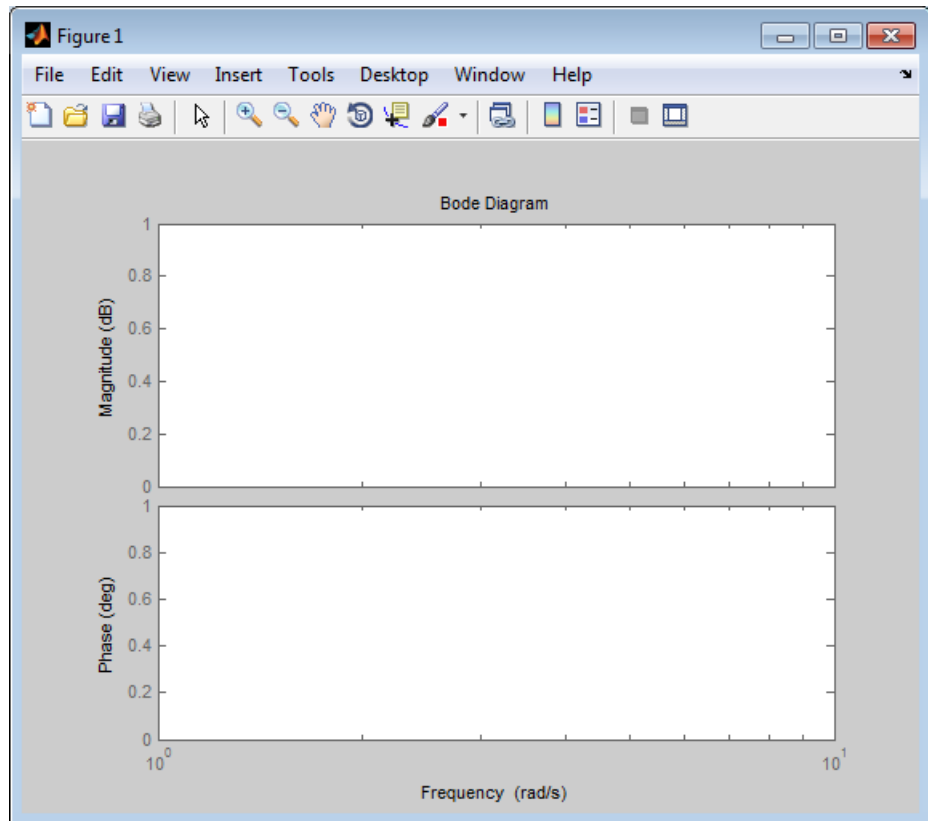 Figure 1
File Edit View Insert Tools Desktop Window Help
Bode Diagram
Magnitude (dB)
1
0.8
0.6
0.4
0.2
0
Phase (deg)
1
0.8
0.6
0.4
0.2
0
10^0 10^1
Frequency (rad/s)